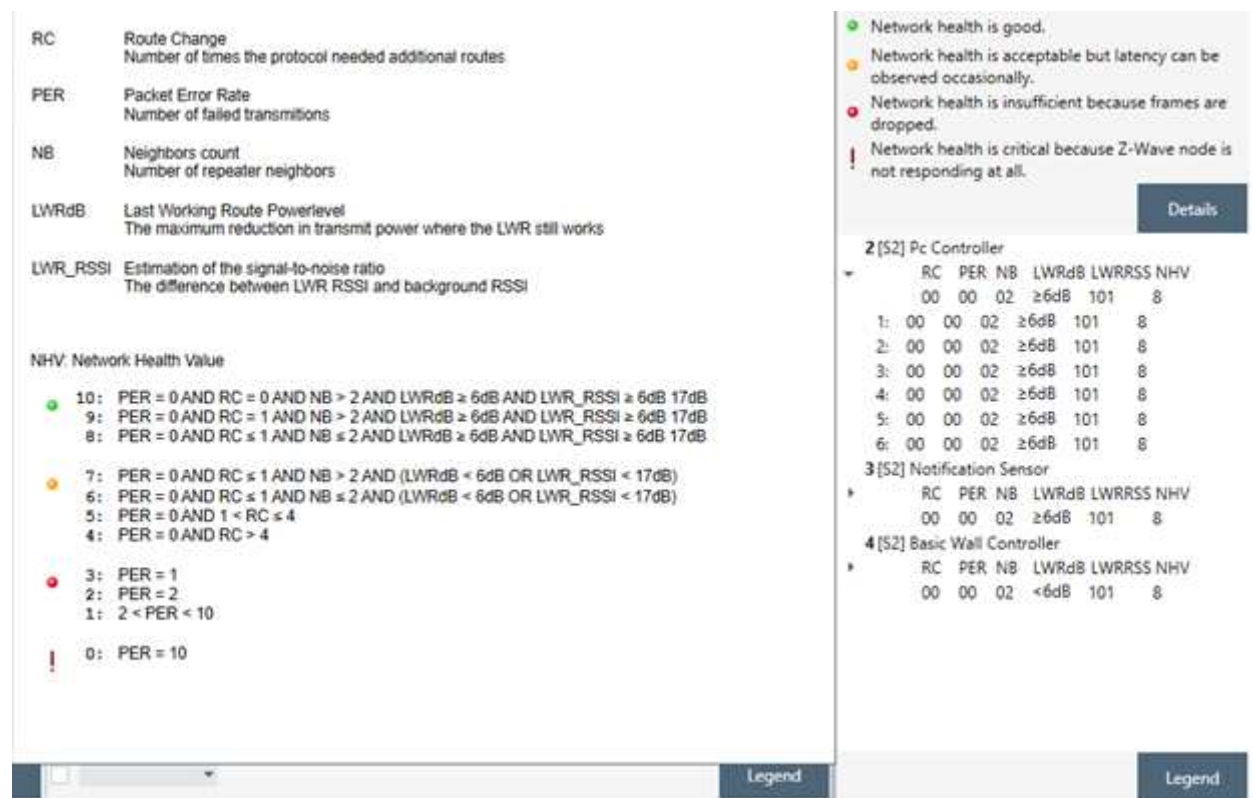 RC Route Change
Number of times the protocol needed additional routes
PER Packet Error Rate
Number of failed transmitions
NB Neighbors count
Number of repeater neighbors
LWRdB Last Working Route Powerlevel
The maximum reduction in transmit power where the LWR still works
LWR_RSSI Estimation of the signal-to-noise ratio
The difference between LWR RSSI and background RSSI
NHV: Network Health Value
10: PER = 0 AND RC = 0 AND NB > 2 AND LWRdB ≥ 6dB AND LWR_RSSI ≥ 6dB 17dB
9: PER = 0 AND RC = 1 AND NB > 2 AND LWRdB ≥ 6dB AND LWR_RSSI ≥ 6dB 17dB
8: PER = 0 AND RC ≤ 1 AND NB ≤ 2 AND LWRdB ≥ 6dB AND LWR_RSSI ≥ 6dB 17dB
7: PER = 0 AND RC ≤ 1 AND NB > 2 AND (LWRdB < 6dB OR LWR_RSSI < 17dB)
6: PER = 0 AND RC ≤ 1 AND NB ≤ 2 AND (LWRdB < 6dB OR LWR_RSSI < 17dB)
5: PER = 0 AND 1 < RC ≤ 4
4: PER = 0 AND RC > 4
3: PER = 1
2: PER = 2
1: 2 < PER < 10
0: PER = 10
Legend
Network health is good.
Network health is acceptable but latency can be
observed occasionally.
Network health is insufficient because frames are
dropped.
Network health is critical because Z-Wave node is
not responding at all.
Details
2 [S2] Pc Controller
RC PER NB LWRdB LWRRSS NHV
00 00 02 ≥6dB 101 8
1: 00 00 02 ≥6dB 101 8
2: 00 00 02 ≥6dB 101 8
3: 00 00 02 ≥6dB 101 8
4: 00 00 02 ≥6dB 101 8
5: 00 00 02 ≥6dB 101 8
6: 00 00 02 ≥6dB 101 8
3 [S2] Notification Sensor
RC PER NB LWRdB LWRRSS NHV
00 00 02 ≥6dB 101 8
4 [S2] Basic Wall Controller
RC PER NB LWRdB LWRRSS NHV
00 00 02 <6dB 101 8
Legend